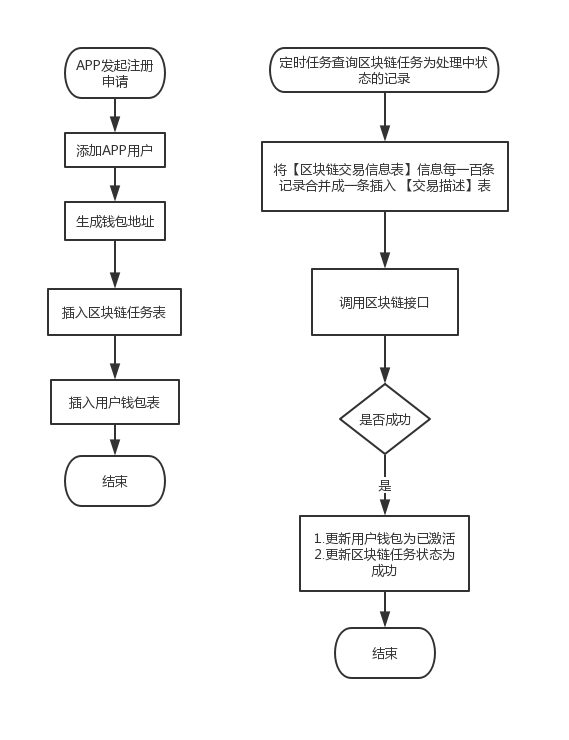 APP发起注册
申请
添加APP用户
生成钱包地址
插入区块链任务表
插入用户钱包表
结束
定时任务查询区块链任务为处理中状
态的记录
将【区块链交易信息表】信息每一百条
记录合并成一条插入 【交易描述】表
调用区块链接口
是否成功
是
1.更新用户钱包为已激活
2.更新区块链任务状态为
成功
结束